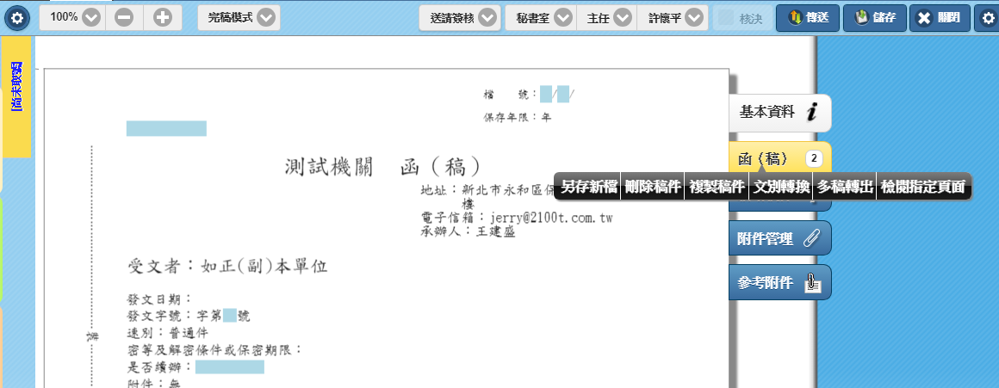 100% 完稿模式 送請簽核 秘書室 主任 許懷平 核決 傳送 儲存 關閉
[尚未取號]
檔 號：/ /
保存年限：年
基本資料
測試機關 函（稿）
函（稿） 2
另存新檔 刪除稿件 複製稿件 文別轉換 多稿轉出 檢閱指定頁面
地址：新北市永和區保
樓
電子信箱：jerry@2100t.com.tw
承辦人：王建盛
附件管理
受文者：如正(副)本單位
參考附件
發文日期：
發文字號：字第 號
速別：普通件
密等及解密條件或保密期限：
裝
是否續辦：
附件：無